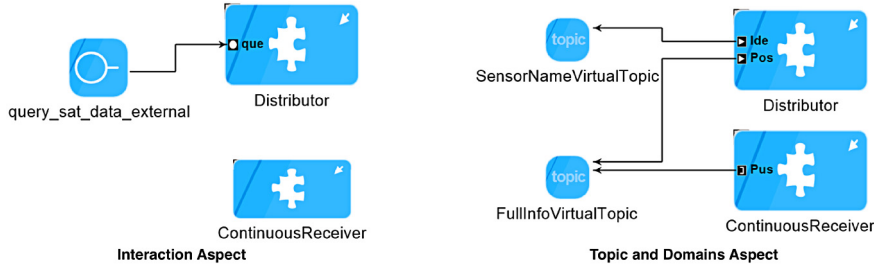 que
Distributor
query_sat_data_external
ContinuousReceiver
Interaction Aspect
topic
Ide
Pos
SensorNameVirtualTopic
Distributor
topic
Pus
FullInfoVirtualTopic
ContinuousReceiver
Topic and Domains Aspect